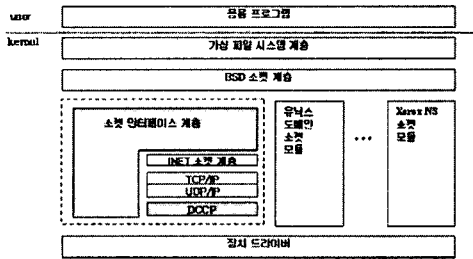 user
응용 프로그램
kernel
가상 파일 시스템 계층
BSD 소켓 계층
소켓 인터페이스 계층
INET 소켓 계층
TCP/IP
UDP/IP
DCCP
유닉스
도메인
소켓
모듈
...
Xerox NS
소켓
모듈
장치 드라이버